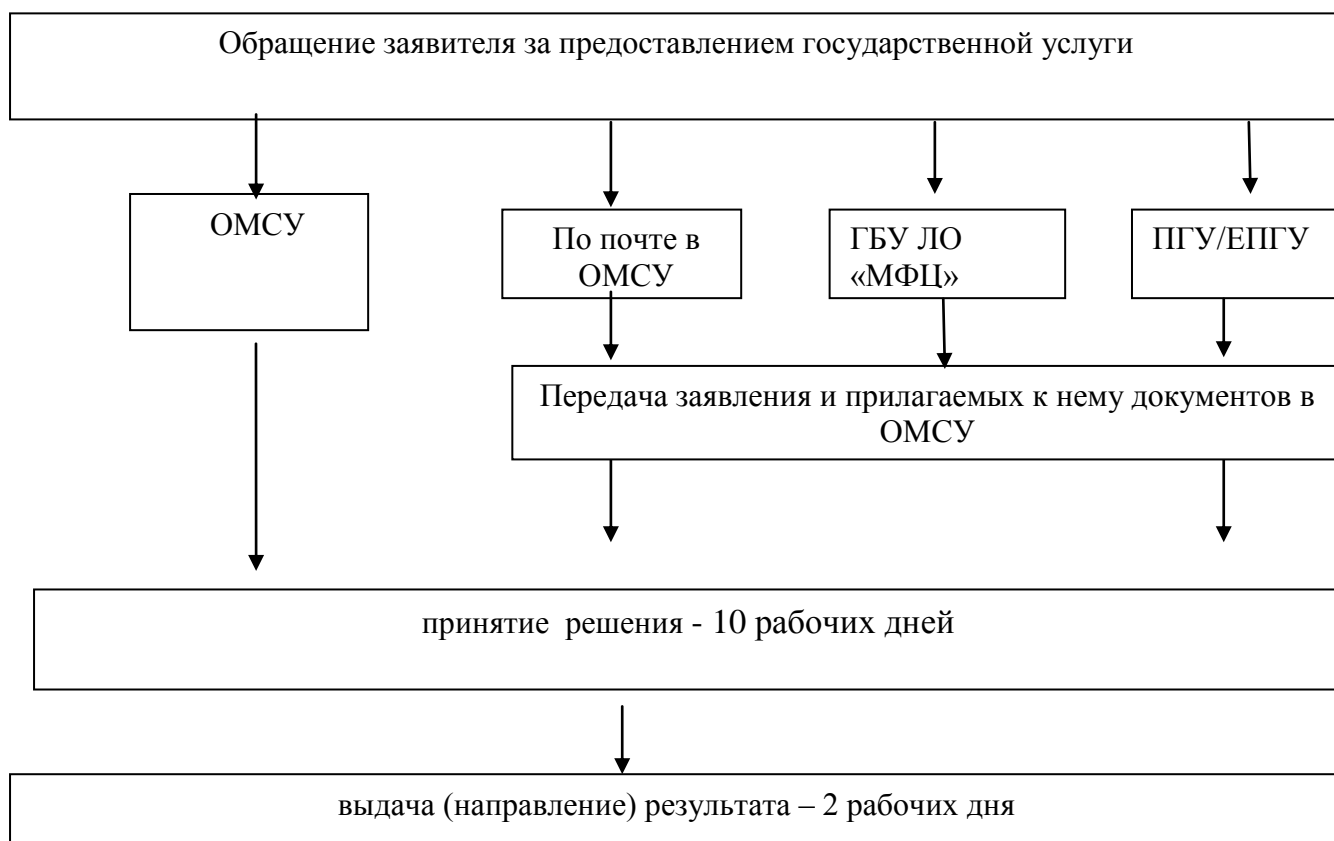 Обращение заявителя за предоставлением государственной услуги
ОМСУ
По почте в
ОМСУ
ГБУ ЛО
«МФЦ»
ПГУ/ЕПГУ
Передача заявления и прилагаемых к нему документов в
ОМСУ
принятие решения - 10 рабочих дней
выдача (направление) результата – 2 рабочих дня